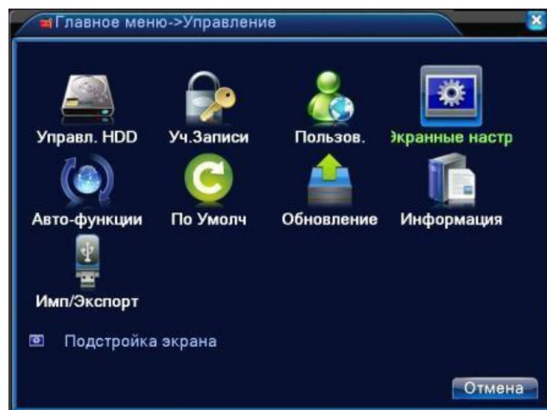 Главное меню->Управление
Управл. HDD Уч.Записи Пользов. Экранные настр
Авто-функции По Умолч Обновление Информация
Имп/Экспорт
Подстройка экрана
Отмена